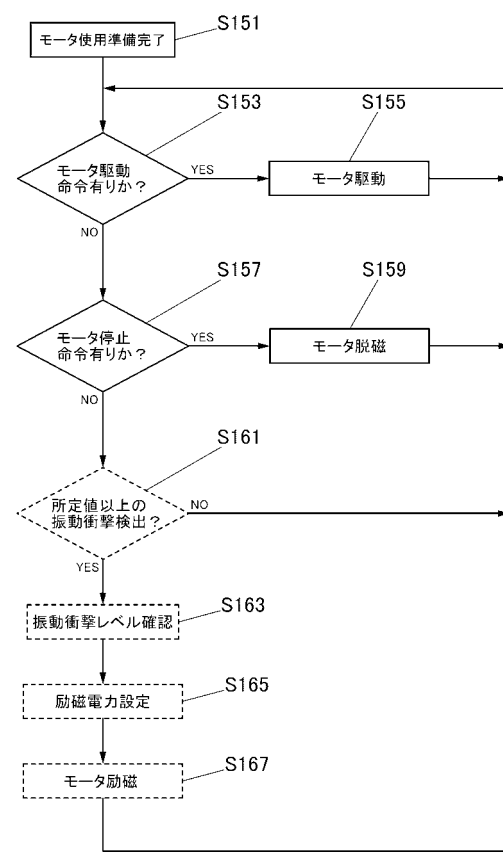 S151
モータ使用準備完了
S153
S155
モータ駆動
命令有りか?
YES
モータ駆動
NO
S157
S159
モータ停止
命令有りか?
YES
モータ脱磁
NO
S161
所定値以上の
振動衝撃検出?
NO
YES
S163
振動衝撃レベル確認
S165
励磁電力設定
S167
モータ励磁